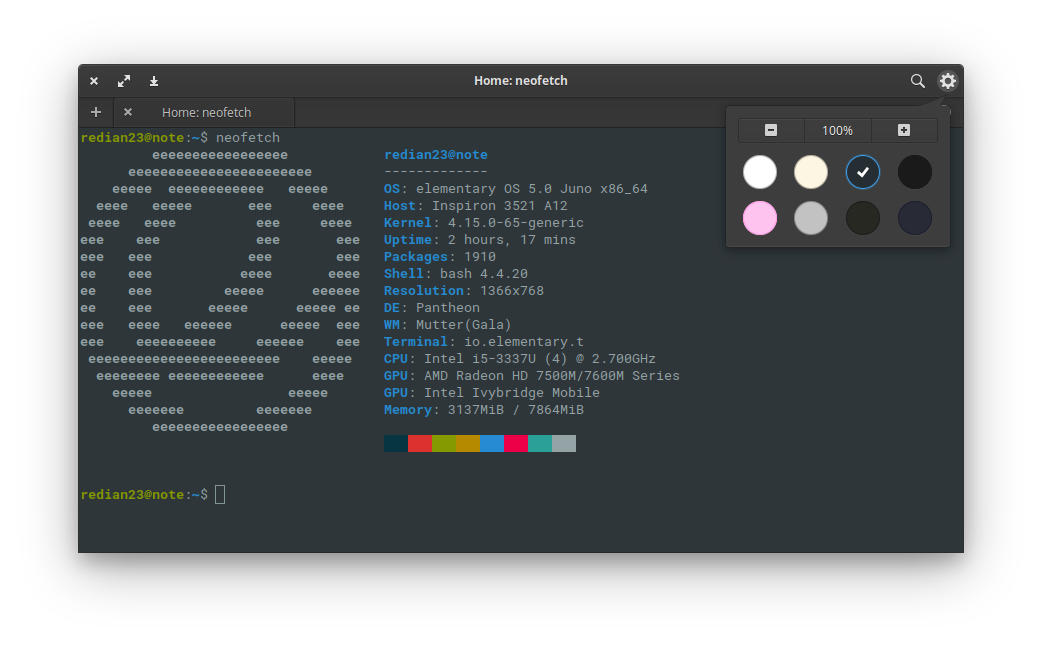 Home: neofetch
Home: neofetch
100%
redian23@note:~$ neofetch
         eeeeeeeeeeeeeeeee
      eeeeeeeeeeeeeeeeeeeeeee
    eeeee  eeeeeeeeeeee   eeeee
  eeee   eeeee       eee     eeee
 eeee   eeee          eee     eeee
eee    eee            eee       eee
eee   eee            eee        eee
ee    eee           eeee       eeee
ee    eee         eeeee      eeeeee
ee    eee       eeeee      eeeee ee
eee   eeee   eeeeee      eeeee  eee
eee    eeeeeeeeee     eeeeee    eee
 eeeeeeeeeeeeeeeeeeeeeeee    eeeee
  eeeeeeee eeeeeeeeeeee      eeee
    eeeee                 eeeee
      eeeeeee         eeeeeee
         eeeeeeeeeeeeeeeee
redian23@note
-------------
OS: elementary OS 5.0 Juno x86_64
Host: Inspiron 3521 A12
Kernel: 4.15.0-65-generic
Uptime: 2 hours, 17 mins
Packages: 1910
Shell: bash 4.4.20
Resolution: 1366x768
DE: Pantheon
WM: Mutter(Gala)
Terminal: io.elementary.t
CPU: Intel i5-3337U (4) @ 2.700GHz
GPU: AMD Radeon HD 7500M/7600M Series
GPU: Intel Ivybridge Mobile
Memory: 3137MiB / 7864MiB
redian23@note:~$